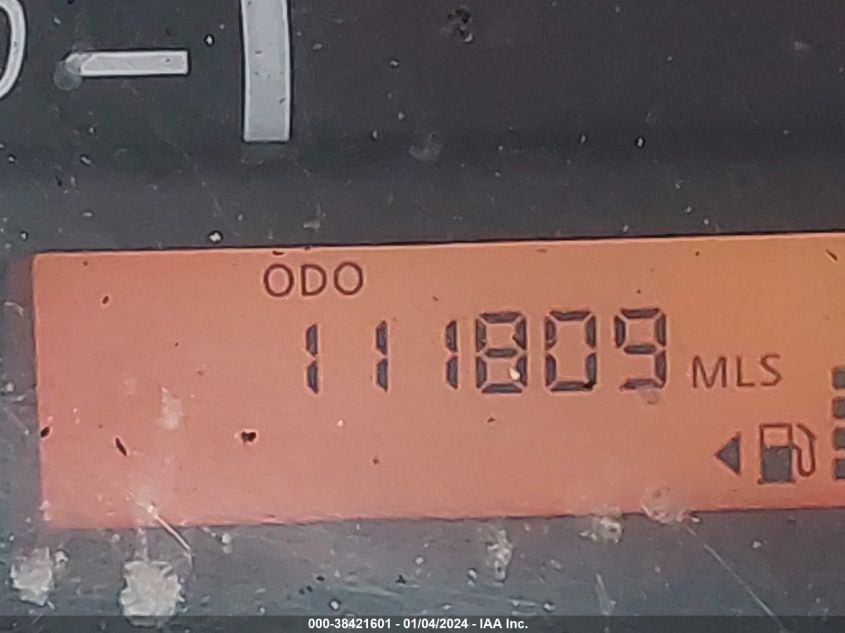 ODO
111809 MLS
000-38421601 - 01/04/2024 - IAA Inc.